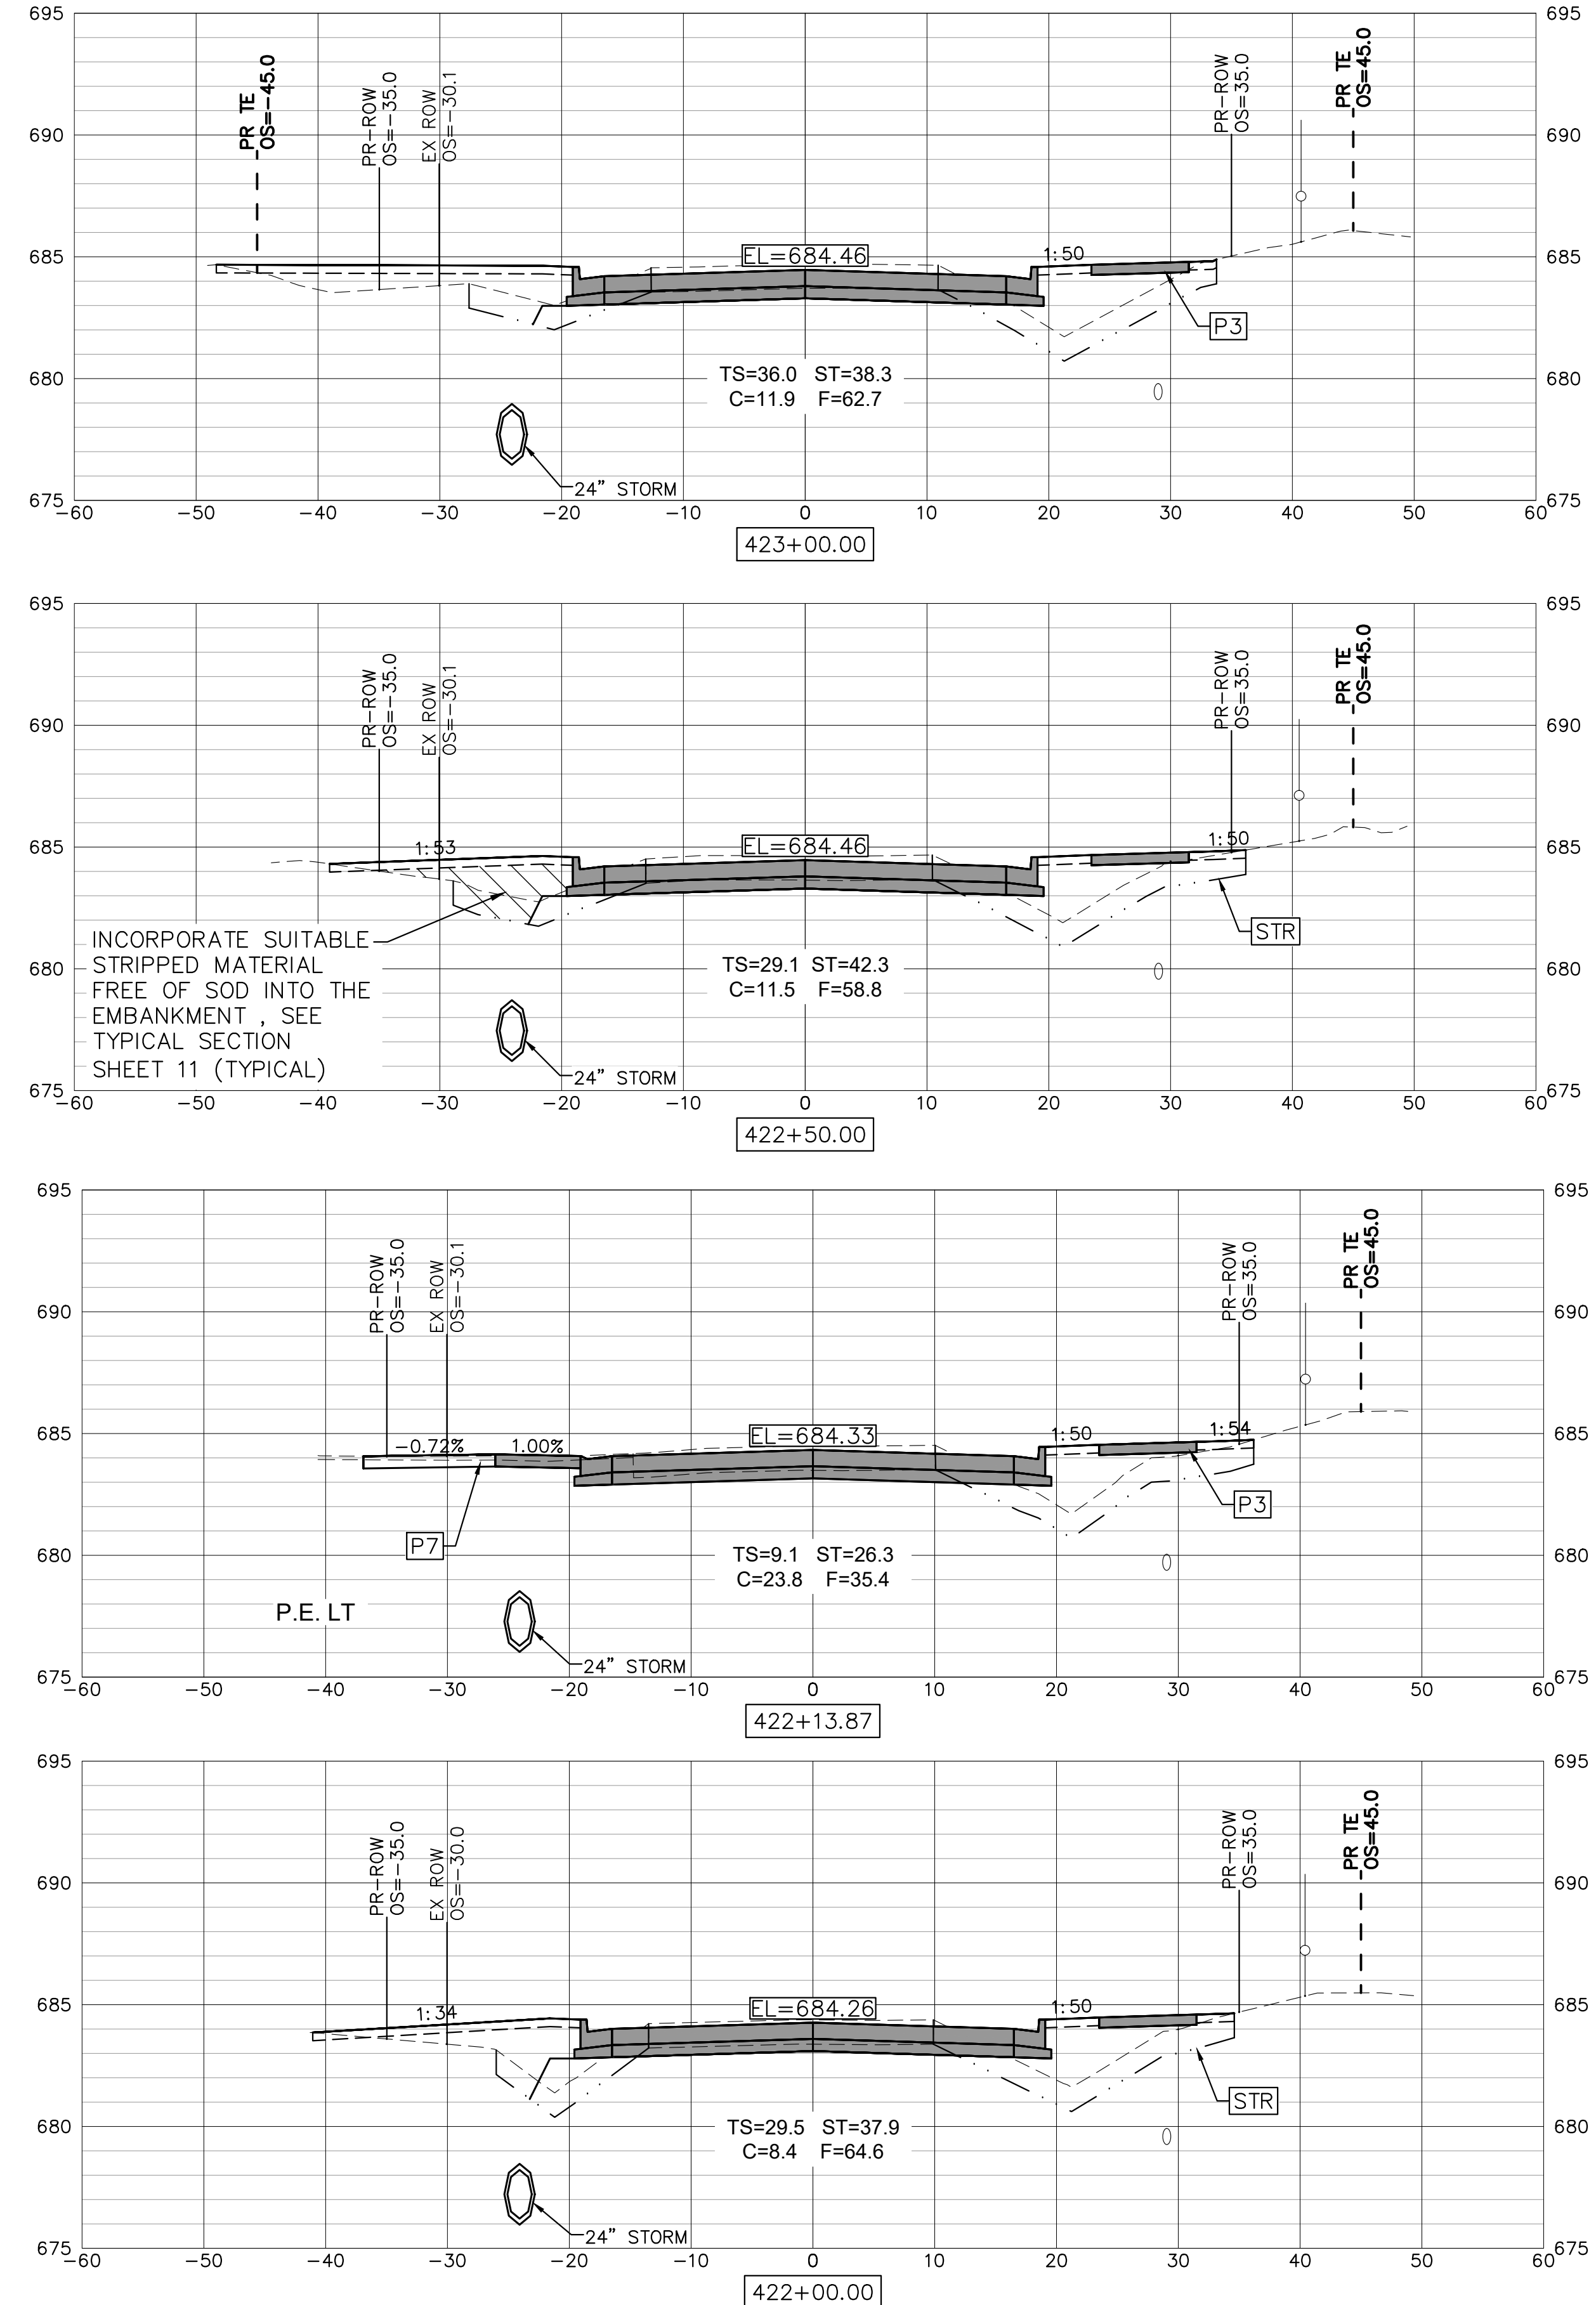 695 695
PR TE
OS=-45.0
PR-ROW
OS=-35.0
EX ROW
OS=-30.1
PR-ROW
OS=35.0
PR TE
OS=45.0
690 690
685 EL=684.46 1:50 685
P3
680 TS=36.0 ST=38.3 680
C=11.9 F=62.7
24" STORM
675 675
-60 -50 -40 -30 -20 -10 0 10 20 30 40 50 60
423+00.00
695 695
PR-ROW
OS=-35.0
EX ROW
OS=-30.1
PR-ROW
OS=35.0
PR TE
OS=45.0
690 690
685 1:53 EL=684.46 1:50 685
STR
INCORPORATE SUITABLE
STRIPPED MATERIAL
FREE OF SOD INTO THE
EMBANKMENT , SEE
TYPICAL SECTION
SHEET 11 (TYPICAL)
680 TS=29.1 ST=42.3 680
C=11.5 F=58.8
24" STORM
675 675
-60 -50 -40 -30 -20 -10 0 10 20 30 40 50 60
422+50.00
695 695
PR-ROW
OS=-35.0
EX ROW
OS=-30.1
PR-ROW
OS=35.0
PR TE
OS=45.0
690 690
685 -0.72% 1.00% EL=684.33 1:50 1:54 685
P3
P7
680 TS=9.1 ST=26.3 680
C=23.8 F=35.4
P.E. LT
24" STORM
675 675
-60 -50 -40 -30 -20 -10 0 10 20 30 40 50 60
422+13.87
695 695
PR-ROW
OS=-35.0
EX ROW
OS=-30.0
PR-ROW
OS=35.0
PR TE
OS=45.0
690 690
685 1:34 EL=684.26 1:50 685
STR
680 TS=29.5 ST=37.9 680
C=8.4 F=64.6
24" STORM
675 675
-60 -50 -40 -30 -20 -10 0 10 20 30 40 50 60
422+00.00